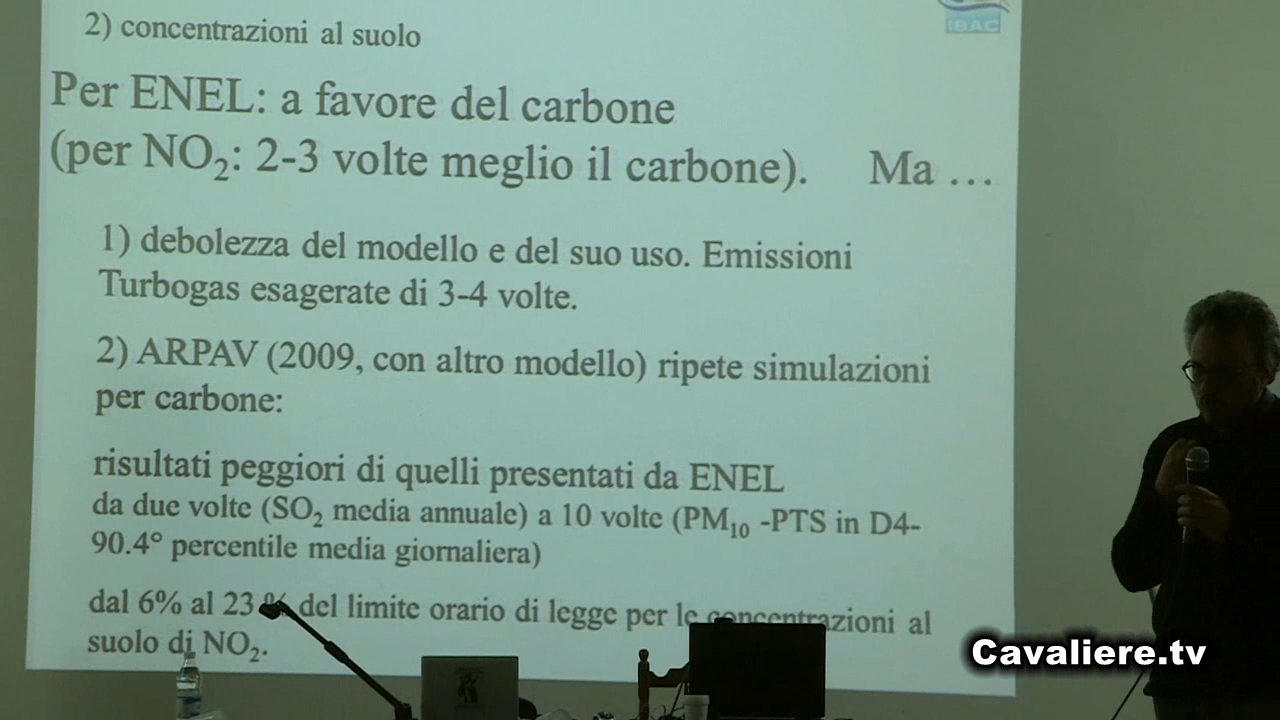 2) concentrazioni al suolo
ISAC
Per ENEL: a favore del carbone
(per NO₂: 2-3 volte meglio il carbone). Ma …
1) debolezza del modello e del suo uso. Emissioni
Turbogas esagerate di 3-4 volte.
2) ARPAV (2009, con altro modello) ripete simulazioni
per carbone:
risultati peggiori di quelli presentati da ENEL
da due volte (SO₂ media annuale) a 10 volte (PM₁₀ -PTS in D4-
90.4° percentile media giornaliera)
dal 6% al 23 % del limite orario di legge per le concentrazioni al
suolo di NO₂.
Cavaliere.tv